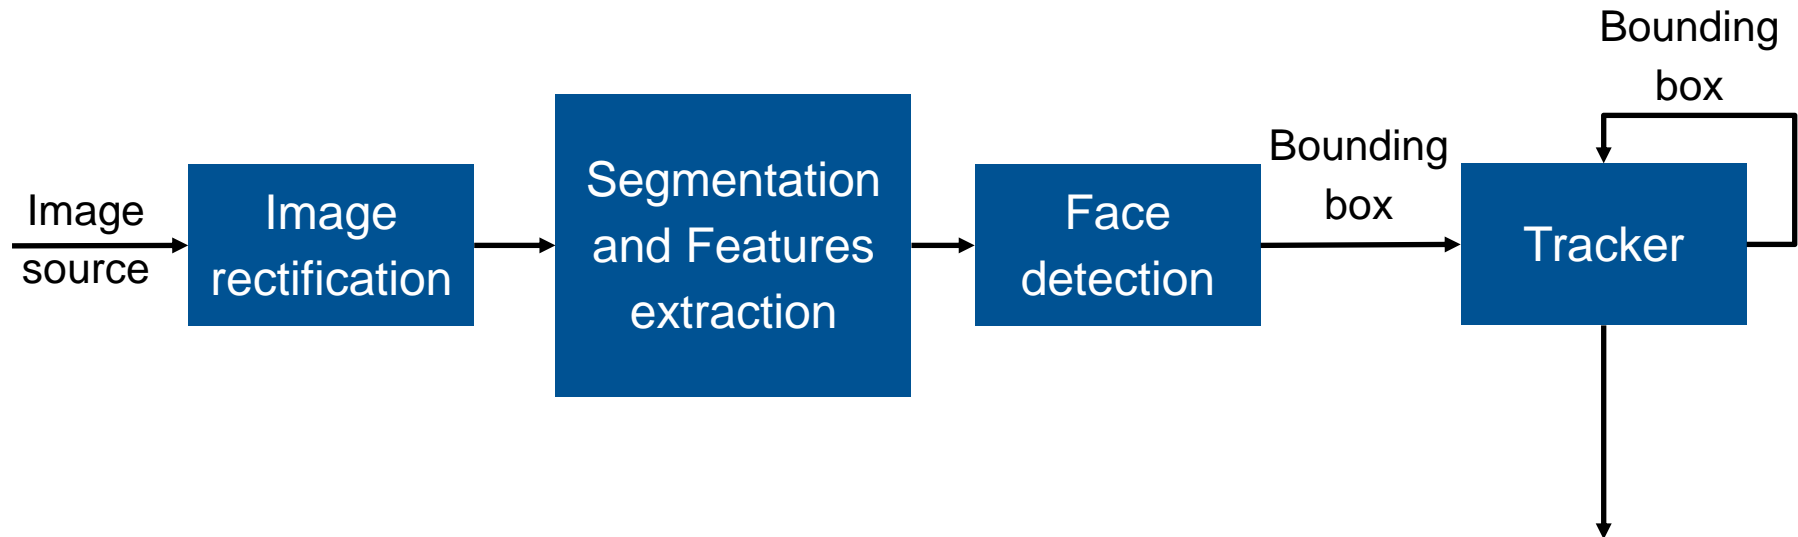 Image
source
Image
rectification
Segmentation
and Features
extraction
Face
detection
Bounding
box
Tracker
Bounding
box